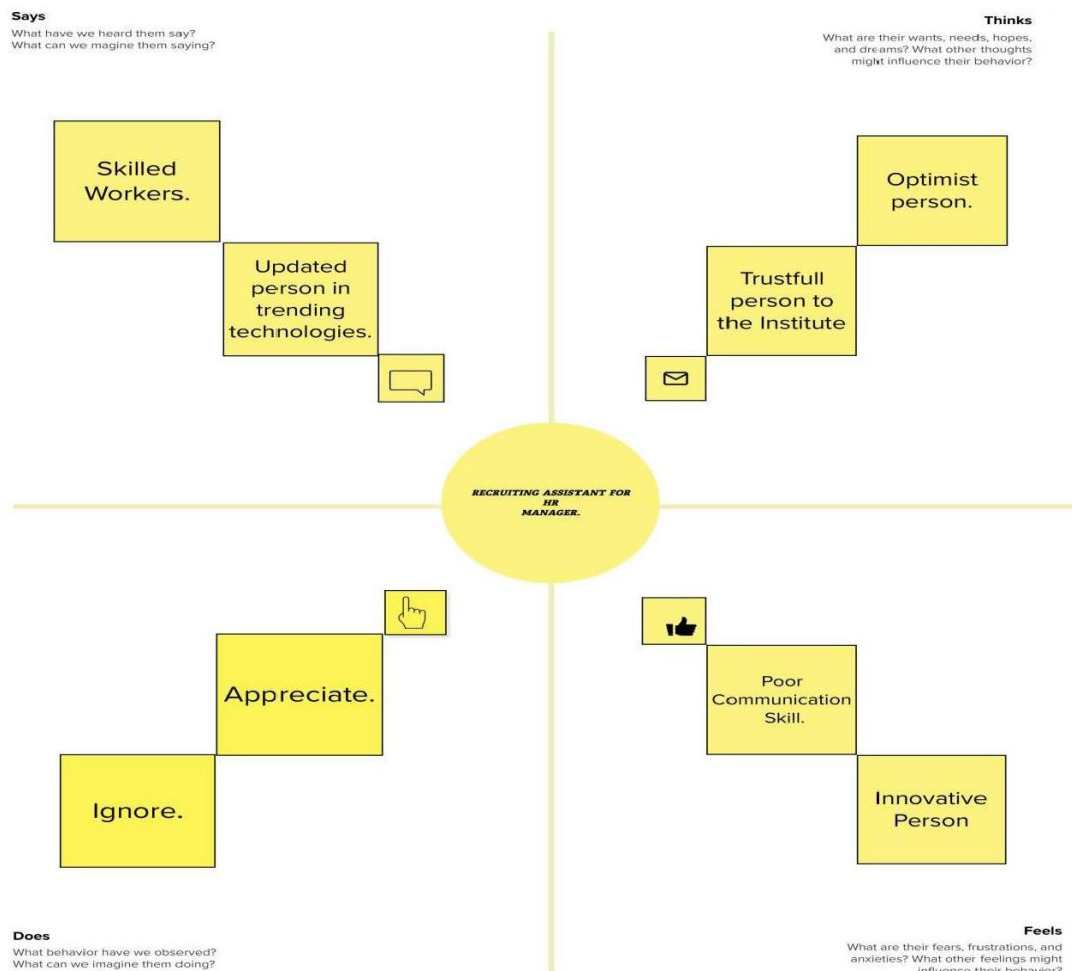 Says
What have we heard them say?
What can we magine them saying?
Thinks
What are their wants, needs, hopes,
and dreams? What other thoughts
might influence their behavior?
Skilled
Workers.
Updated
person in
trending
technologies.
Optimist
person.
Trustfull
person to
the Institute
RECRUITING ASSISTANT FOR
HR
MANAGER.
Appreciate.
Ignore.
Poor
Communication
Skill.
Innovative
Person
Does
What behavior have we observed?
What can we imagine them doing?
Feels
What are their fears, frustrations, and
anxieties? What other feelings might
influence their behavior?